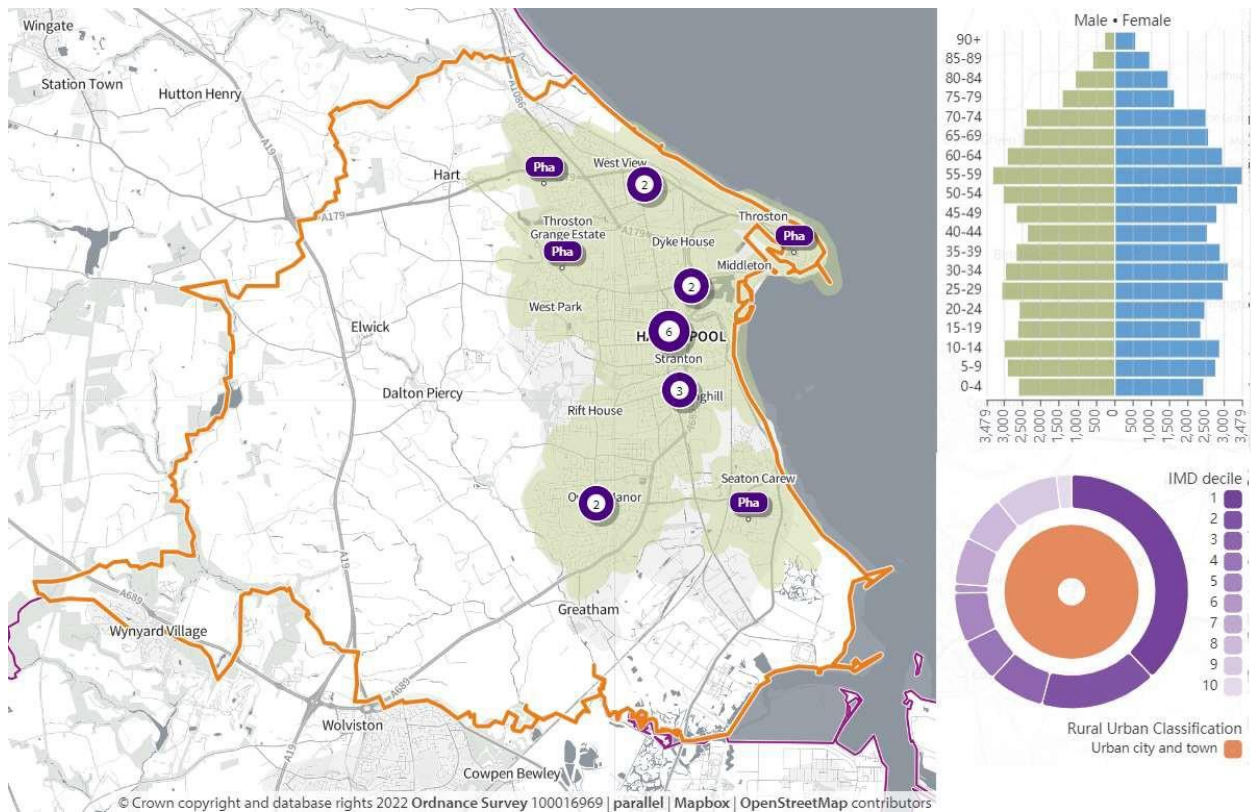 Wingate
Station Town
Hutton Henry
A19
A1086
Hart
Pha
West View
2
A179
A179
Throston
Grange Estate
Pha
Dyke House
Throston
Pha
Middleton
2
West Park
Elwick
6
POOL
Stranton
Dalton Piercy
3
Rift House
Seaton Carew
Pha
Manor
2
A19
Greatham
A689
Wynyard Village
A689
Wolviston
A19
Cowpen Bewley
© Crown copyright and database rights 2022 Ordnance Survey 100016969 | parallel | Mapbox | OpenStreetMap contributors
Male • Female
90+
85-89
80-84
75-79
70-74
65-69
60-64
55-59
50-54
45-49
40-44
35-39
30-34
25-29
20-24
15-19
10-14
5-9
0-4
3,479
3,000
2,500
2,000
1,500
1,000
500
0
500
1,000
1,500
2,000
2,500
3,000
3,479
IMD decile
1
2
3
4
5
6
7
8
9
10
Rural Urban Classification
Urban city and town